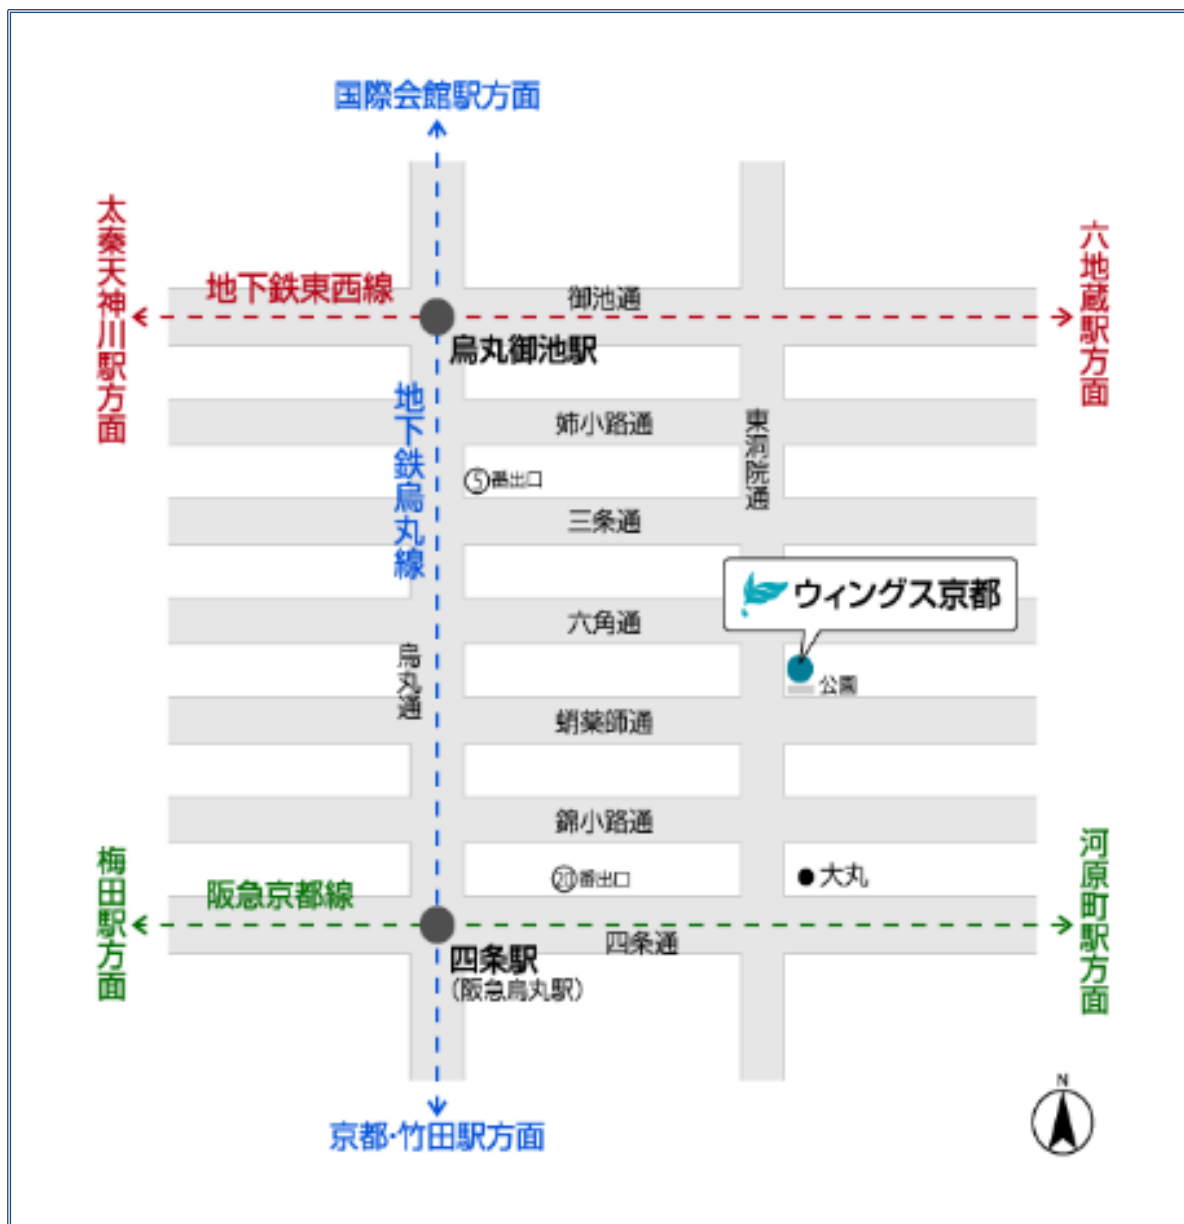 国際会館駅方面
太秦天神川駅方面
地下鉄東西線
御池通
六地蔵駅方面
烏丸御池駅
地下鉄烏丸線
姉小路通
東洞院通
⑤番出口
三条通
ウィングス京都
六角通
烏丸通
公園
蛸薬師通
錦小路通
梅田駅方面
阪急京都線
⑳番出口
大丸
河原町駅方面
四条通
四条駅
(阪急烏丸駅)
京都・竹田駅方面
N